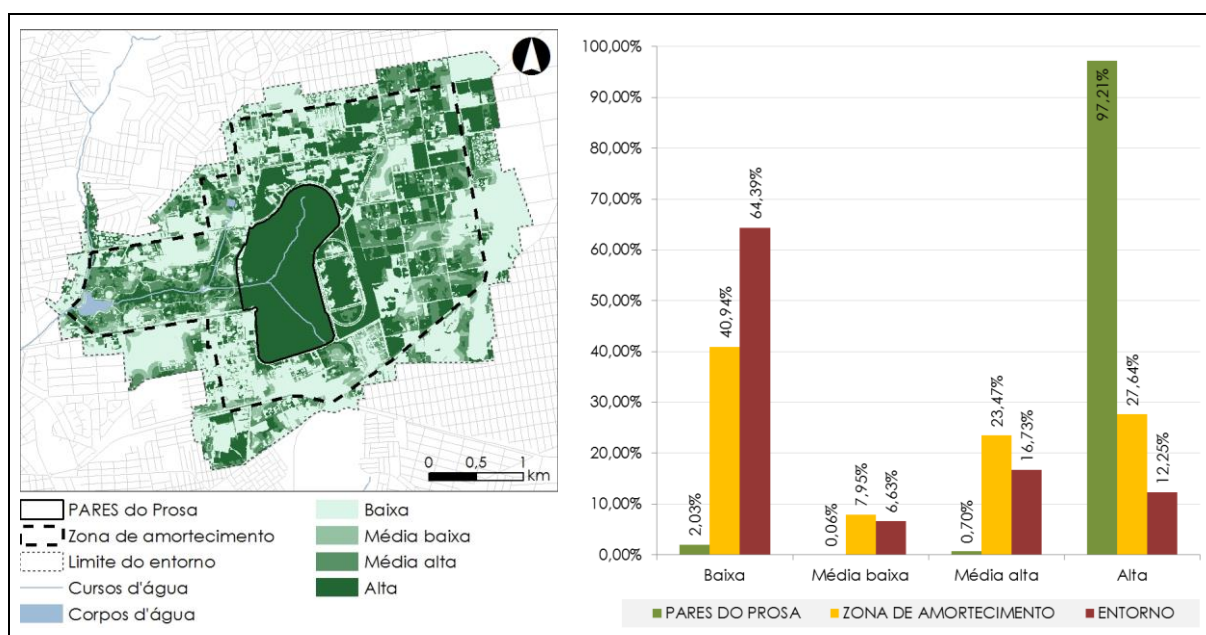 0 0,5 1
km
PARES do Prosa
Zona de amortecimento
Limite do entorno
Cursos d'água
Corpos d'água
Baixa
Média baixa
Média alta
Alta
100,00%
90,00%
80,00%
70,00%
60,00%
50,00%
40,00%
30,00%
20,00%
10,00%
0,00%
2,03%
40,94%
64,39%
0,06%
7,95%
6,63%
0,70%
23,47%
16,73%
97,21%
27,64%
12,25%
Baixa Média baixa Média alta Alta
PARES DO PROSA ZONA DE AMORTECIMENTO ENTORNO